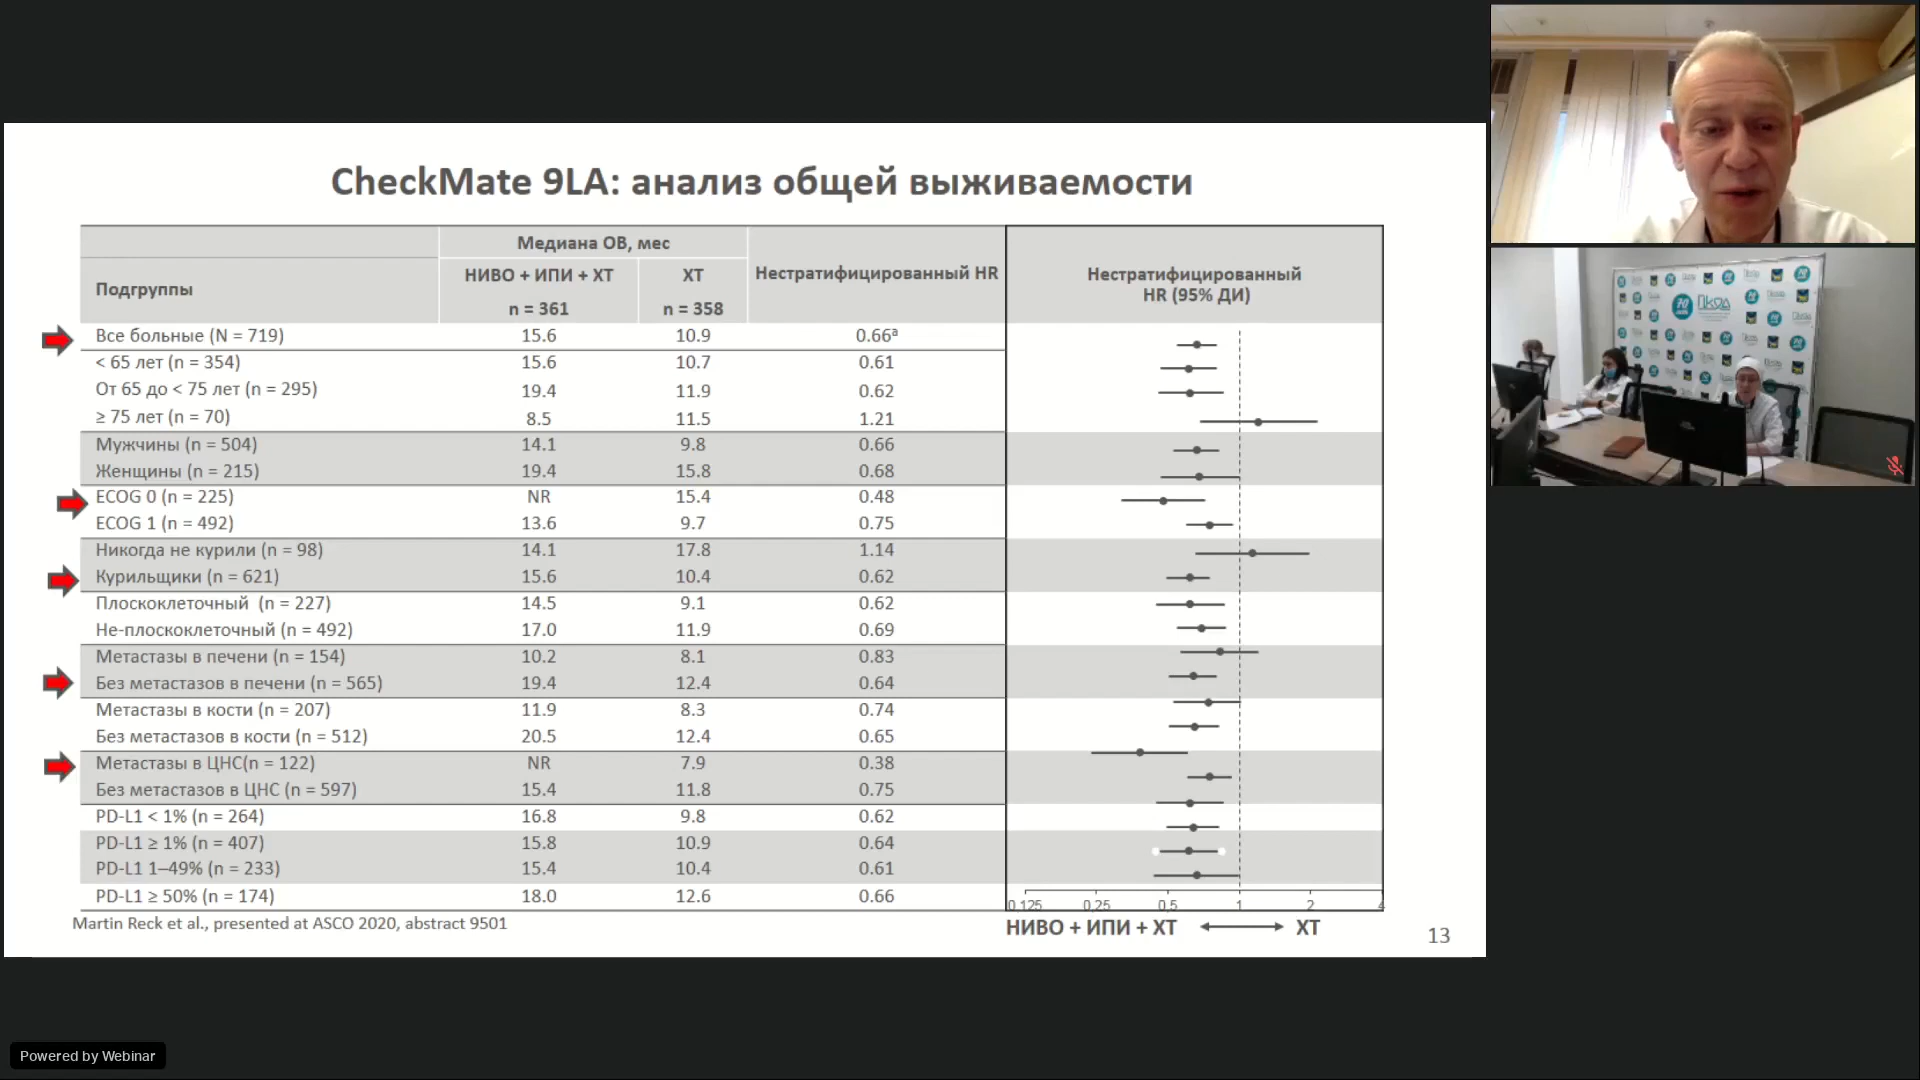 CheckMate 9LA: анализ общей выживаемости
Подгруппы
Медиана ОВ, мес
НИВО + ИПИ + ХТ
n = 361
ХТ
n = 358
Нестратифицированный HR
Нестратифицированный
HR (95% ДИ)
Все больные (N = 719) 15.6 10.9 0.66ª
< 65 лет (n = 354) 15.6 10.7 0.61
От 65 до < 75 лет (n = 295) 19.4 11.9 0.62
≥ 75 лет (n = 70) 8.5 11.5 1.21
Мужчины (n = 504) 14.1 9.8 0.66
Женщины (n = 215) 19.4 15.8 0.68
ECOG 0 (n = 225) NR 15.4 0.48
ECOG 1 (n = 492) 13.6 9.7 0.75
Никогда не курили (n = 98) 14.1 17.8 1.14
Курильщики (n = 621) 15.6 10.4 0.62
Плоскоклеточный (n = 227) 14.5 9.1 0.62
Не-плоскоклеточный (n = 492) 17.0 11.9 0.69
Метастазы в печени (n = 154) 10.2 8.1 0.83
Без метастазов в печени (n = 565) 19.4 12.4 0.64
Метастазы в кости (n = 207) 11.9 8.3 0.74
Без метастазов в кости (n = 512) 20.5 12.4 0.65
Метастазы в ЦНС(n = 122) NR 7.9 0.38
Без метастазов в ЦНС (n = 597) 15.4 11.8 0.75
PD-L1 < 1% (n = 264) 16.8 9.8 0.62
PD-L1 ≥ 1% (n = 407) 15.8 10.9 0.64
PD-L1 1–49% (n = 233) 15.4 10.4 0.61
PD-L1 ≥ 50% (n = 174) 18.0 12.6 0.66
0,125 0,25 0,5 1 2 4
НИВО + ИПИ + ХТ ХТ
Martin Reck et al., presented at ASCO 2020, abstract 9501
13
Powered by Webinar